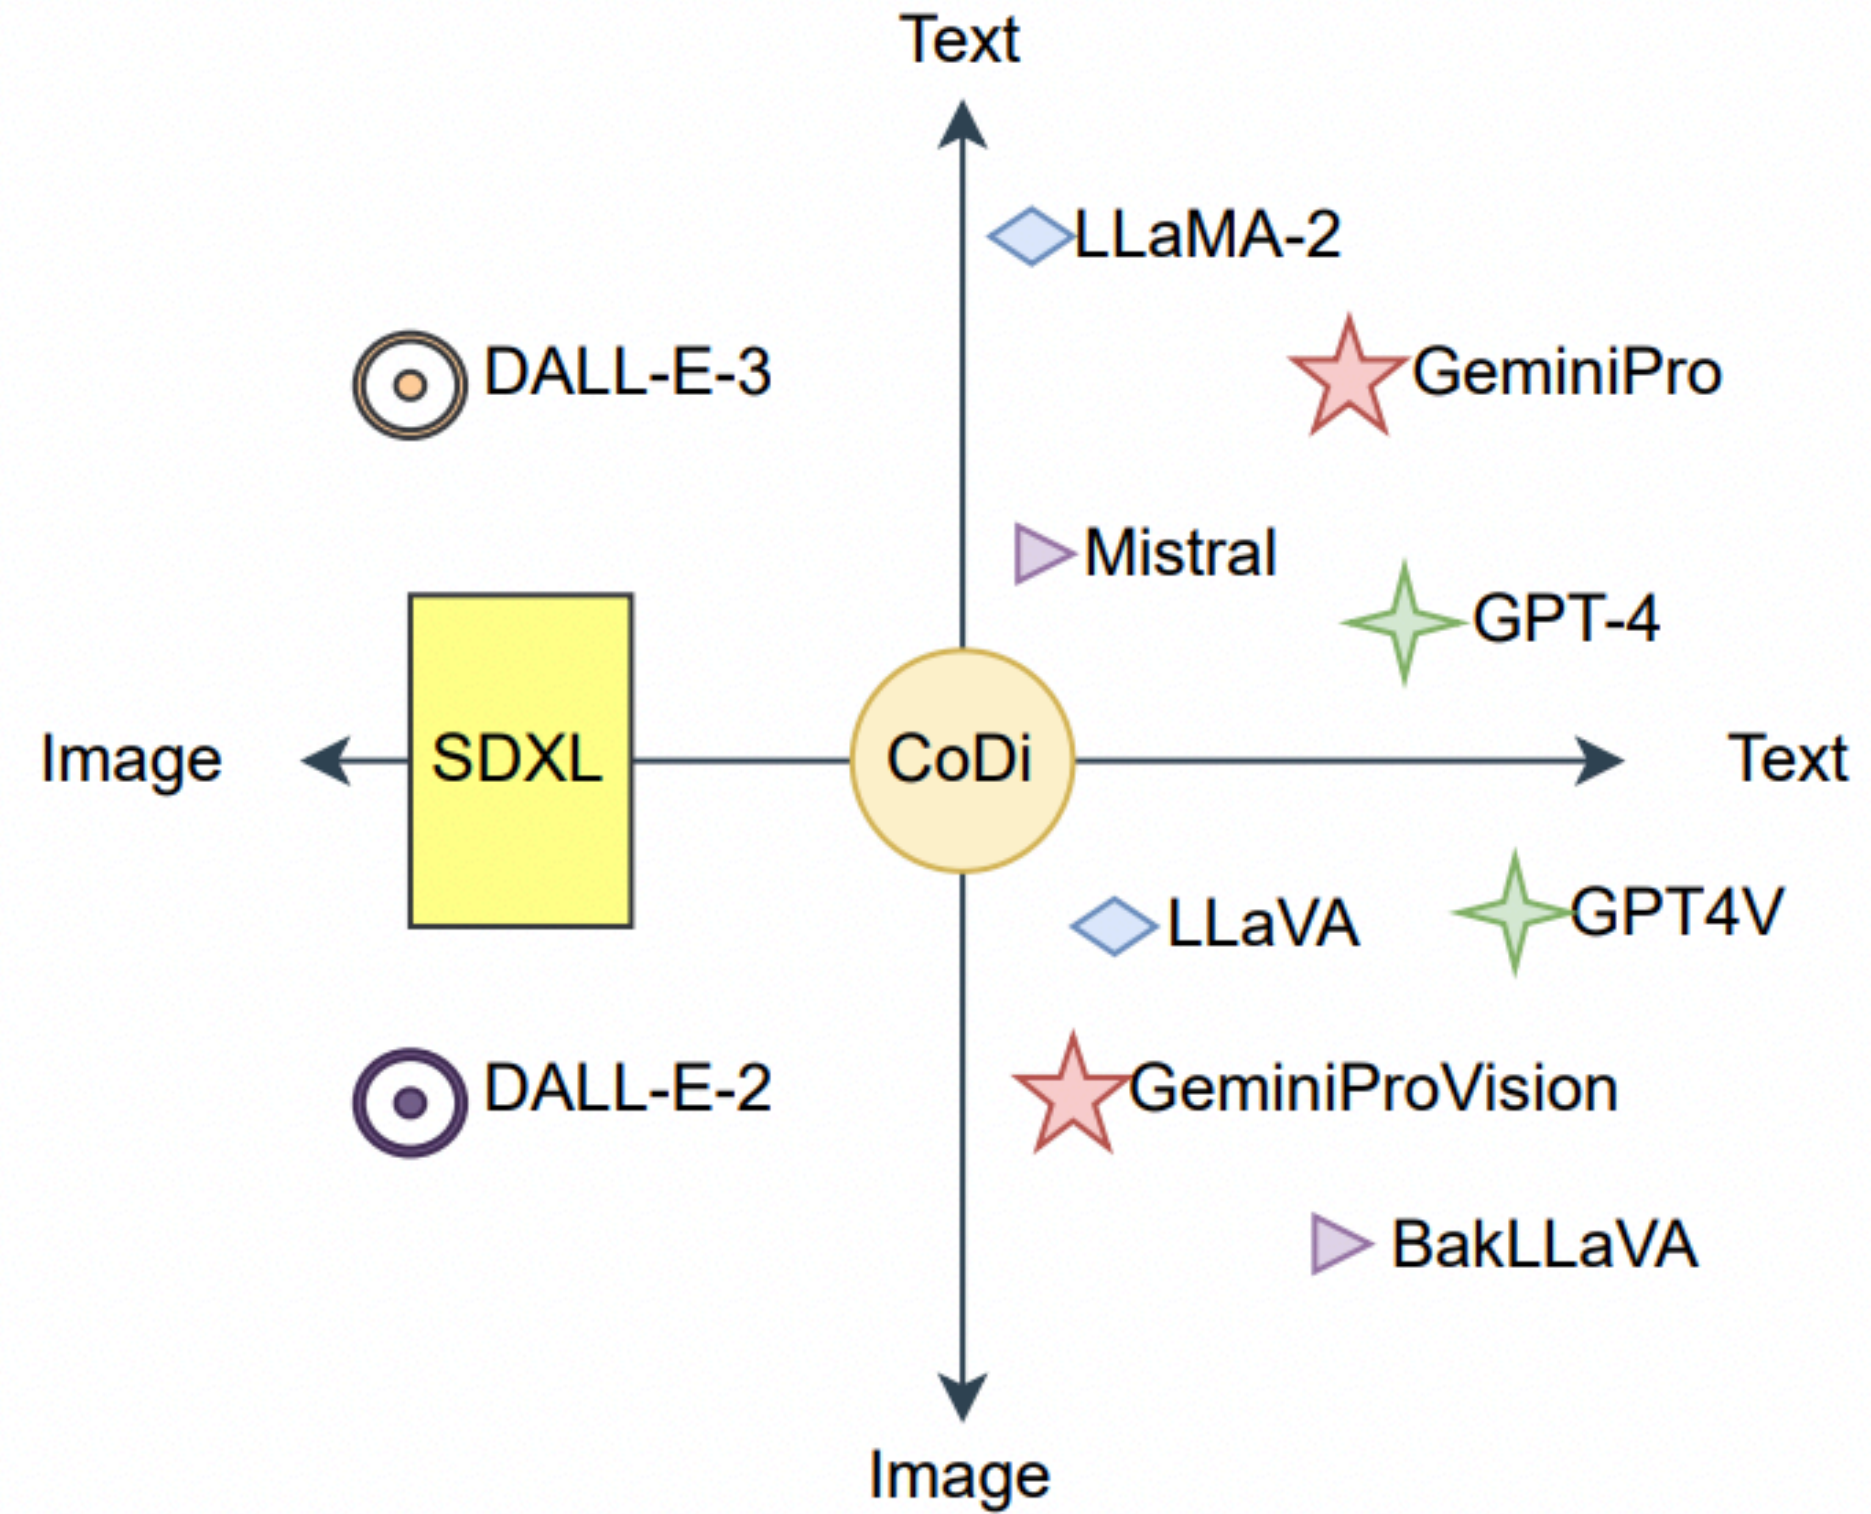 Text
LLaMA-2
DALL-E-3
GeminiPro
Mistral
GPT-4
Image
SDXL
CoDi
Text
LLaVA
GPT4V
DALL-E-2
GeminiProVision
BakLLaVA
Image